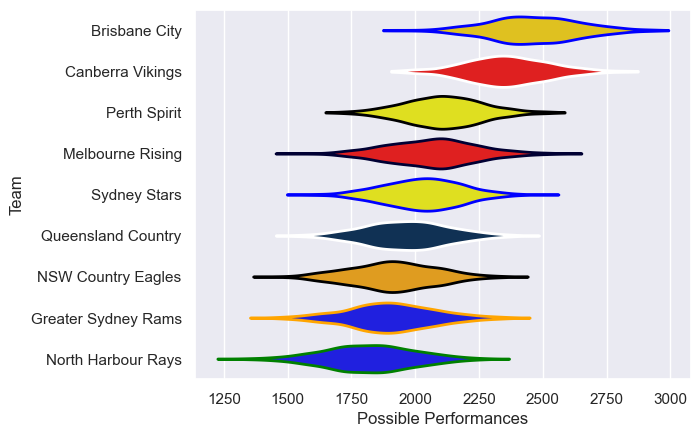 Brisbane City
Canberra Vikings
Perth Spirit
Melbourne Rising
Sydney Stars
Queensland Country
NSW Country Eagles
Greater Sydney Rams
North Harbour Rays
Team
1250 1500 1750 2000 2250 2500 2750 3000
Possible Performances